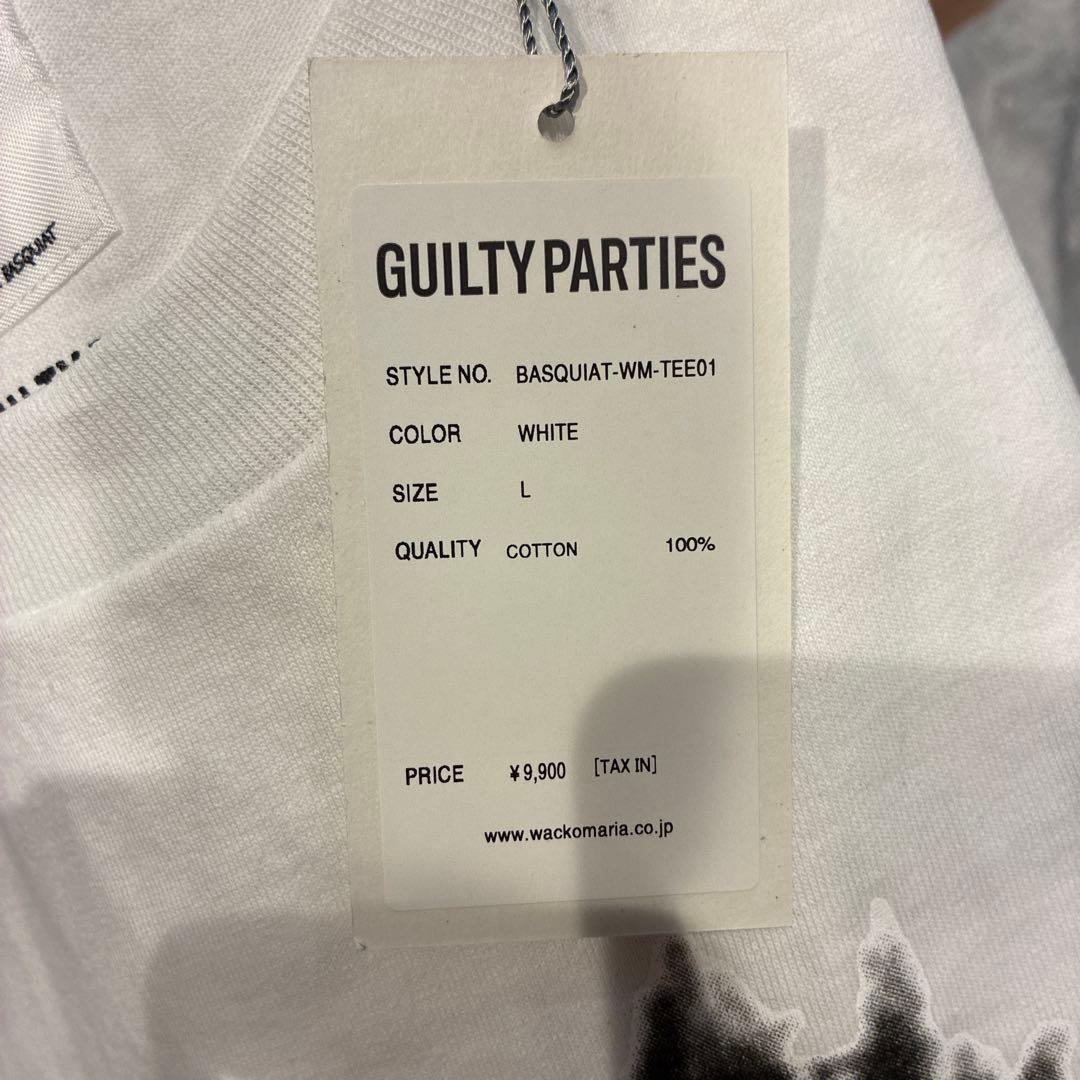 BASQUIAT
GUILTY PARTIES
STYLE NO. BASQUIAT-WM-TEE01
COLOR WHITE
SIZE L
QUALITY COTTON 100%
PRICE ¥9,900 [TAX IN]
www.wackomaria.co.jp